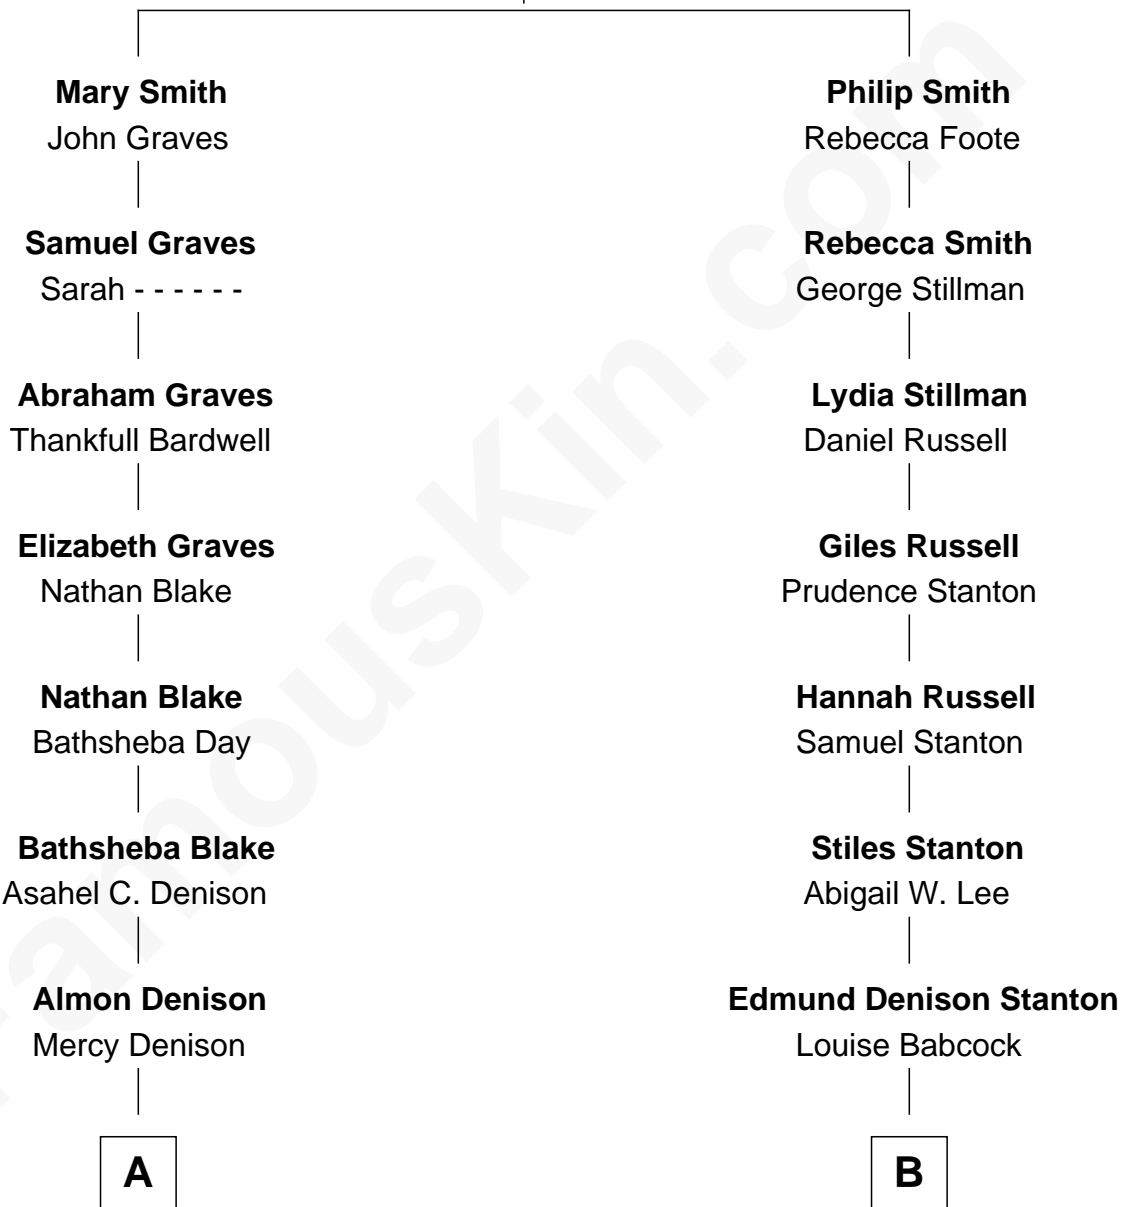 Mary Smith
John Graves
Philip Smith
Rebecca Foote
Samuel Graves
Sarah - - - - - -
Rebecca Smith
George Stillman
Abraham Graves
Thankfull Bardwell
Lydia Stillman
Daniel Russell
Elizabeth Graves
Nathan Blake
Giles Russell
Prudence Stanton
Nathan Blake
Bathsheba Day
Hannah Russell
Samuel Stanton
Bathsheba Blake
Asahel C. Denison
Stiles Stanton
Abigail W. Lee
Almon Denison
Mercy Denison
Edmund Denison Stanton
Louise Babcock
A
B
FamousKin.com